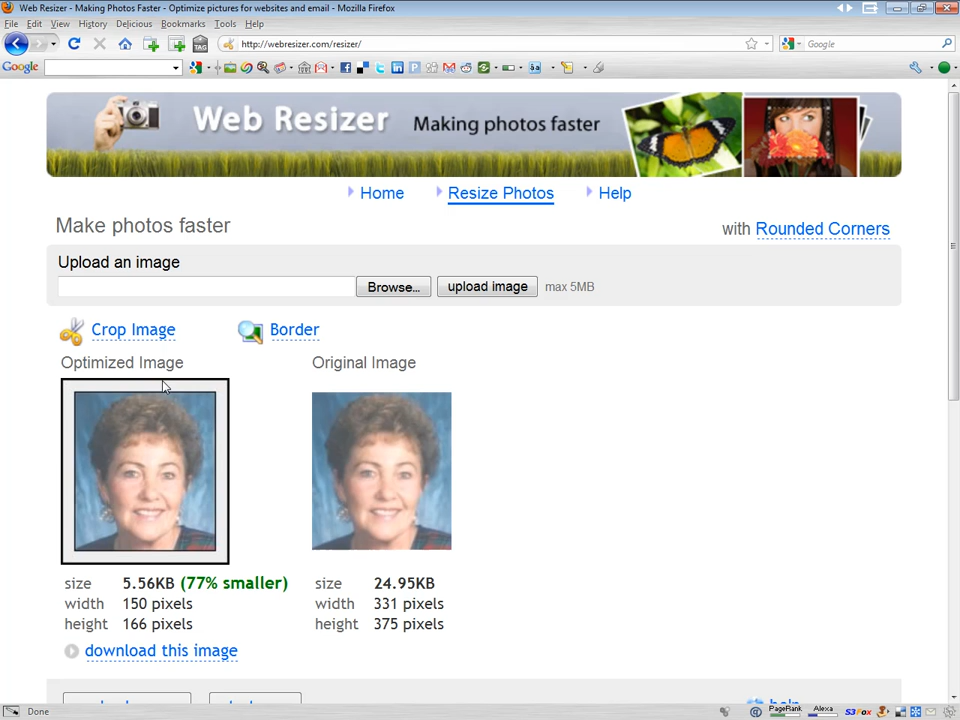 Web Resizer - Making Photos Faster - Optimize pictures for websites and email - Mozilla Firefox
File Edit View History Delicious Bookmarks Tools Help
TAG http://webresizer.com/resizer/ Google
Google
Web Resizer Making photos faster
Home Resize Photos Help
Make photos faster with Rounded Corners
Upload an image
Browse... upload image max 5MB
Crop Image Border
Optimized Image Original Image
size 5.56KB (77% smaller) size 24.95KB
width 150 pixels width 331 pixels
height 166 pixels height 375 pixels
download this image
help
Done PageRank Alexa S3Fox